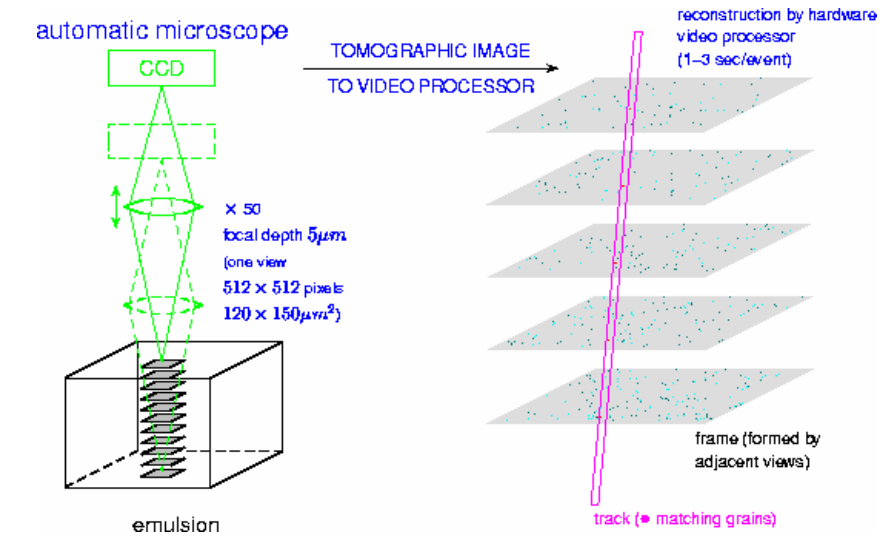 automatic microscope
CCD
TOMOGRAPHIC IMAGE
TO VIDEO PROCESSOR
reconstruction by hardware
video processor
(1–3 sec/event)
× 50
focal depth 5μm
(one view
512 × 512 pixels
120 × 150μm²)
frame (formed by
adjacent views)
emulsion
track (● matching grains)